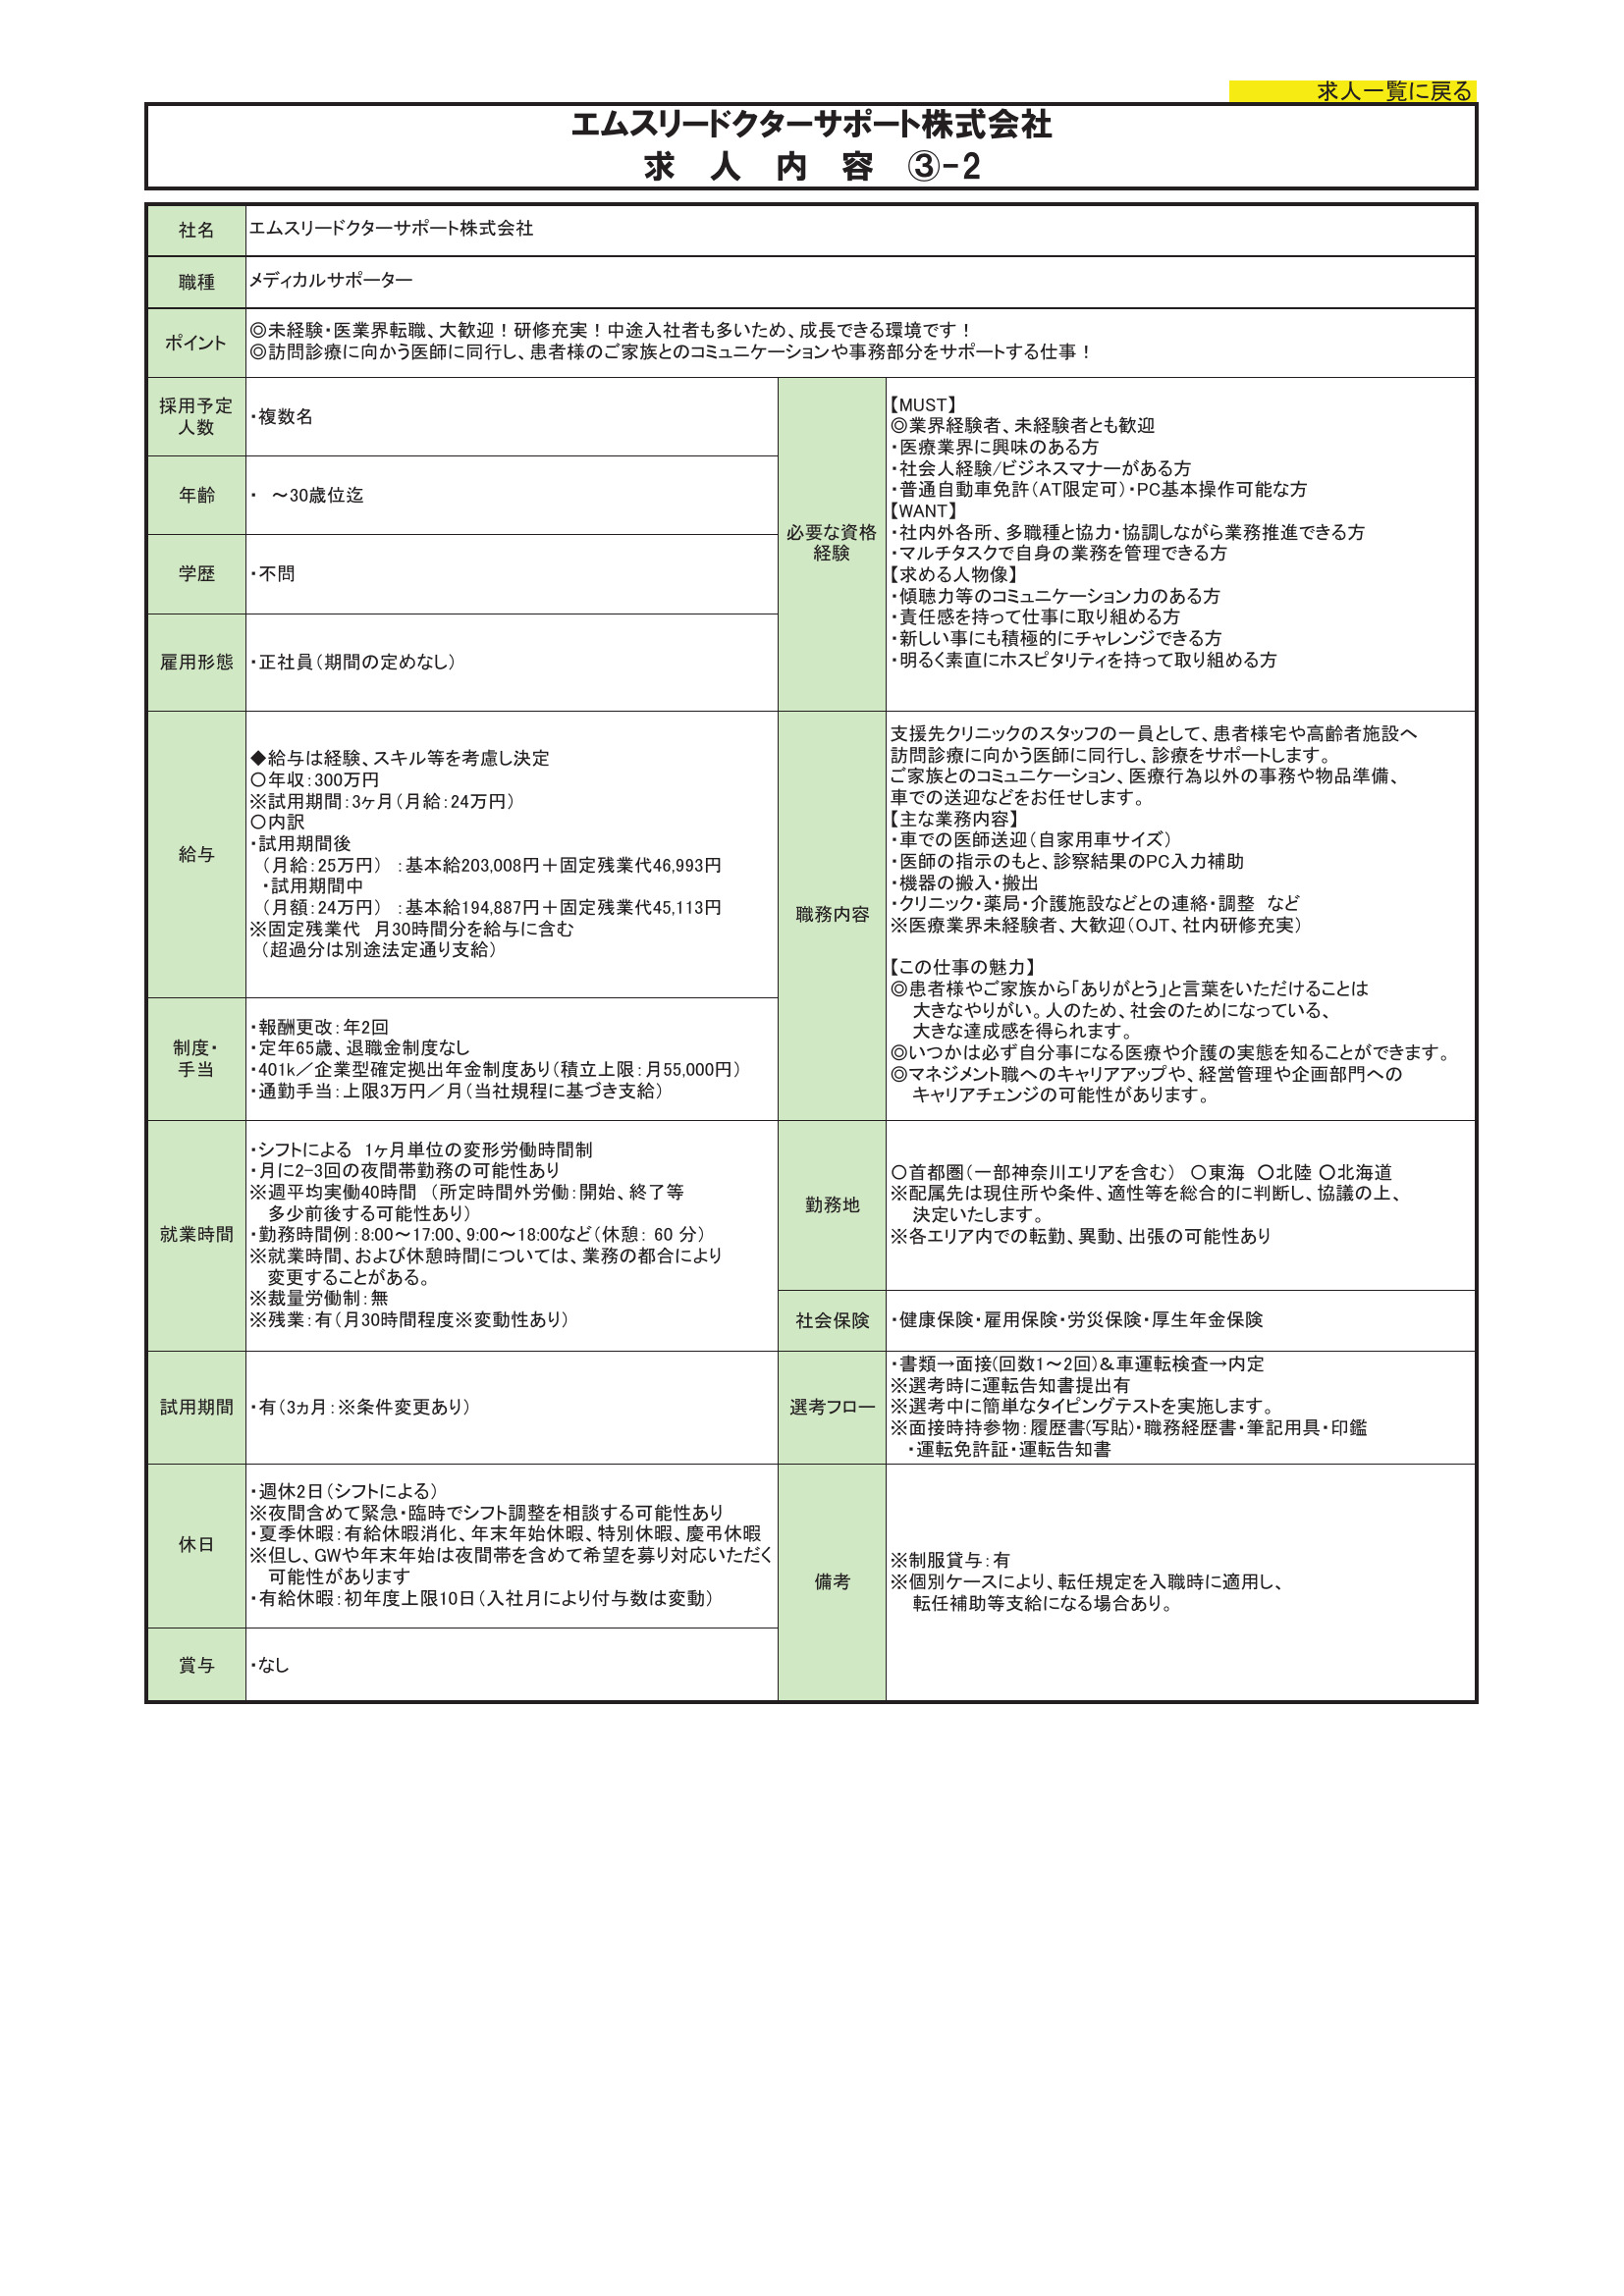 求人一覧に戻る
エムスリードクターサポート株式会社
求　人　内　容　③-2
社名
エムスリードクターサポート株式会社
職種
メディカルサポーター
ポイント
◎未経験・医業界転職、大歓迎！研修充実！中途入社者も多いため、成長できる環境です！
◎訪問診療に向かう医師に同行し、患者様のご家族とのコミュニケーションや事務部分をサポートする仕事！
採用予定
人数
・複数名
年齢
・　～30歳位迄
学歴
・不問
雇用形態
・正社員（期間の定めなし）
必要な資格
経験
【MUST】
◎業界経験者、未経験者とも歓迎
・医療業界に興味のある方
・社会人経験/ビジネスマナーがある方
・普通自動車免許（AT限定可）・PC基本操作可能な方
【WANT】
・社内外各所、多職種と協力・協調しながら業務推進できる方
・マルチタスクで自身の業務を管理できる方
【求める人物像】
・傾聴力等のコミュニケーション力のある方
・責任感を持って仕事に取り組める方
・新しい事にも積極的にチャレンジできる方
・明るく素直にホスピタリティを持って取り組める方
給与
◆給与は経験、スキル等を考慮し決定
〇年収：300万円
※試用期間：3ヶ月（月給：24万円）
〇内訳
・試用期間後
（月給：25万円）　：基本給203,008円＋固定残業代46,993円
・試用期間中
（月額：24万円）　：基本給194,887円＋固定残業代45,113円
※固定残業代　月30時間分を給与に含む
（超過分は別途法定通り支給）
制度・
手当
・報酬更改：年2回
・定年65歳、退職金制度なし
・401k／企業型確定拠出年金制度あり（積立上限：月55,000円）
・通勤手当：上限3万円／月（当社規程に基づき支給）
職務内容
支援先クリニックのスタッフの一員として、患者様宅や高齢者施設へ
訪問診療に向かう医師に同行し、診療をサポートします。
ご家族とのコミュニケーション、医療行為以外の事務や物品準備、
車での送迎などをお任せします。
【主な業務内容】
・車での医師送迎（自家用車サイズ）
・医師の指示のもと、診察結果のPC入力補助
・機器の搬入・搬出
・クリニック・薬局・介護施設などとの連絡・調整　など
※医療業界未経験者、大歓迎（OJT、社内研修充実）
【この仕事の魅力】
◎患者様やご家族から「ありがとう」と言葉をいただけることは
大きなやりがい。人のため、社会のためになっている、
大きな達成感を得られます。
◎いつかは必ず自分事になる医療や介護の実態を知ることができます。
◎マネジメント職へのキャリアアップや、経営管理や企画部門への
キャリアチェンジの可能性があります。
就業時間
・シフトによる　1ヶ月単位の変形労働時間制
・月に2-3回の夜間帯勤務の可能性あり
※週平均実働40時間　（所定時間外労働：開始、終了等
多少前後する可能性あり）
・勤務時間例：8:00～17:00、9:00～18:00など（休憩：60 分）
※就業時間、および休憩時間については、業務の都合により
変更することがある。
※裁量労働制：無
※残業：有（月30時間程度※変動性あり）
勤務地
〇首都圏（一部神奈川エリアを含む）　〇東海　〇北陸 〇北海道
※配属先は現住所や条件、適性等を総合的に判断し、協議の上、
決定いたします。
※各エリア内での転勤、異動、出張の可能性あり
社会保険
・健康保険・雇用保険・労災保険・厚生年金保険
試用期間
・有（3ヵ月：※条件変更あり）
選考フロー
・書類→面接(回数1～2回)&車運転検査→内定
※選考時に運転告知書提出有
※選考中に簡単なタイピングテストを実施します。
※面接時持参物：履歴書(写貼)・職務経歴書・筆記用具・印鑑
・運転免許証・運転告知書
休日
・週休2日（シフトによる）
※夜間含めて緊急・臨時でシフト調整を相談する可能性あり
・夏季休暇：有給休暇消化、年末年始休暇、特別休暇、慶弔休暇
※但し、GWや年末年始は夜間帯を含めて希望を募り対応いただく
可能性があります
・有給休暇：初年度上限10日（入社月により付与数は変動）
賞与
・なし
備考
※制服貸与：有
※個別ケースにより、転任規定を入職時に適用し、
転任補助等支給になる場合あり。